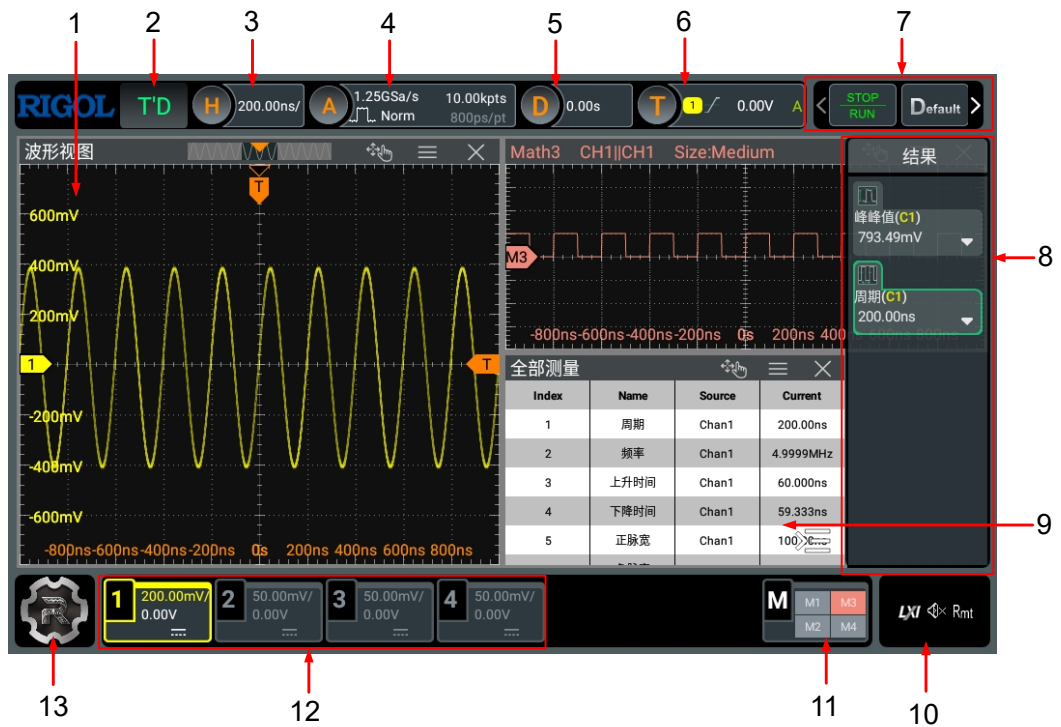 1
2
3
4
5
6
7
RIGOL
T'D
H
200.00ns/
A
1.25GSa/s
10.00kpts
Norm
800ps/pt
D
0.00s
T
1
0.00V
A
STOP
RUN
Default
波形视图
T
600mV
400mV
200mV
1
T
-200mV
-400mV
-600mV
-800ns-600ns-400ns-200ns 0s 200ns 400ns 600ns 800ns
Math3 CH1||CH1 Size:Medium
M3
-800ns-600ns-400ns-200ns 0s 200ns 400ns 600ns 800ns
全部测量
Index Name Source Current
1 周期 Chan1 200.00ns
2 频率 Chan1 4.9999MHz
3 上升时间 Chan1 60.000ns
4 下降时间 Chan1 59.333ns
5 正脉宽 Chan1
结果
峰峰值(C1)
793.49mV
周期(C1)
200.00ns
8
9
1
200.00mV/
0.00V
2
50.00mV/
0.00V
3
50.00mV/
0.00V
4
50.00mV/
0.00V
M
M1 M3
M2 M4
LXI Rmt
13
12
11
10